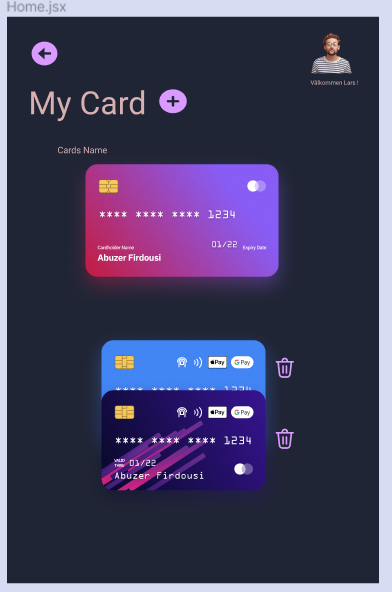 Home.jsx
Välkommen Lars !
My Card
Cards Name
**** **** **** 1234
Cardholder Name
01/22 Expiry Date
Abuzer Firdousi
Pay G Pay
**** **** **** 1234
Pay G Pay
**** **** **** 1234
VALID THRU 01/22
Abuzer Firdousi